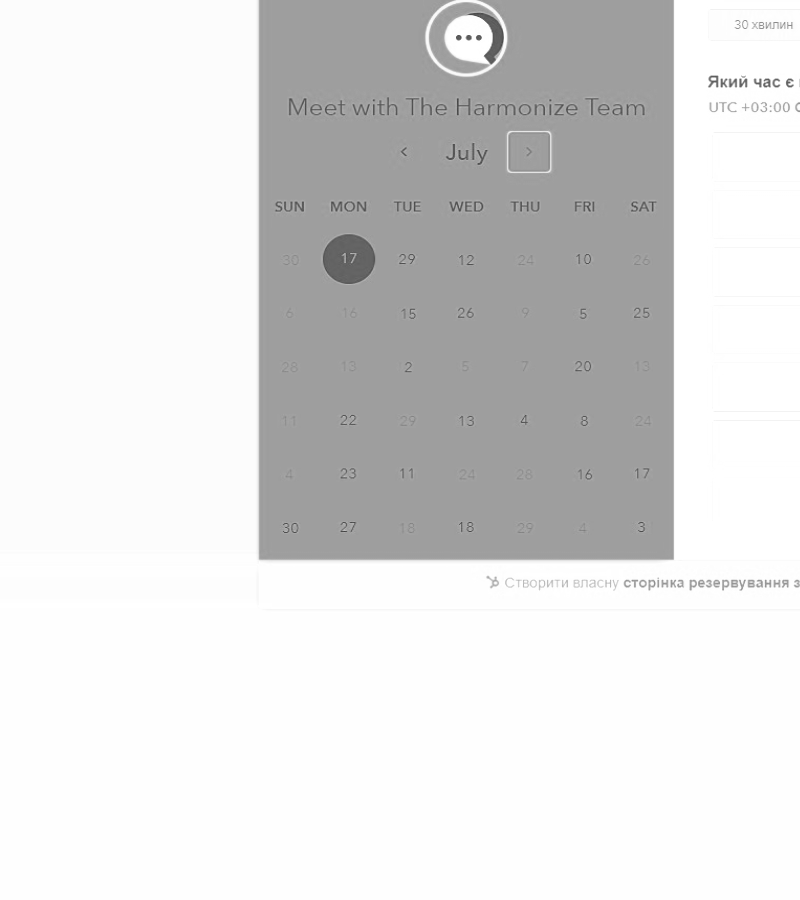 30 хвилин
Meet with The Harmonize Team
Який час є
UTC +03:00
July
SUN MON TUE WED THU FRI SAT
30 17 29 12 24 10 26
6 16 15 26 9 5 25
28 13 2 5 7 20 13
11 22 29 13 4 8 24
4 23 11 24 28 16 17
30 27 18 18 29 4 3
Створити власну сторінка резервування з